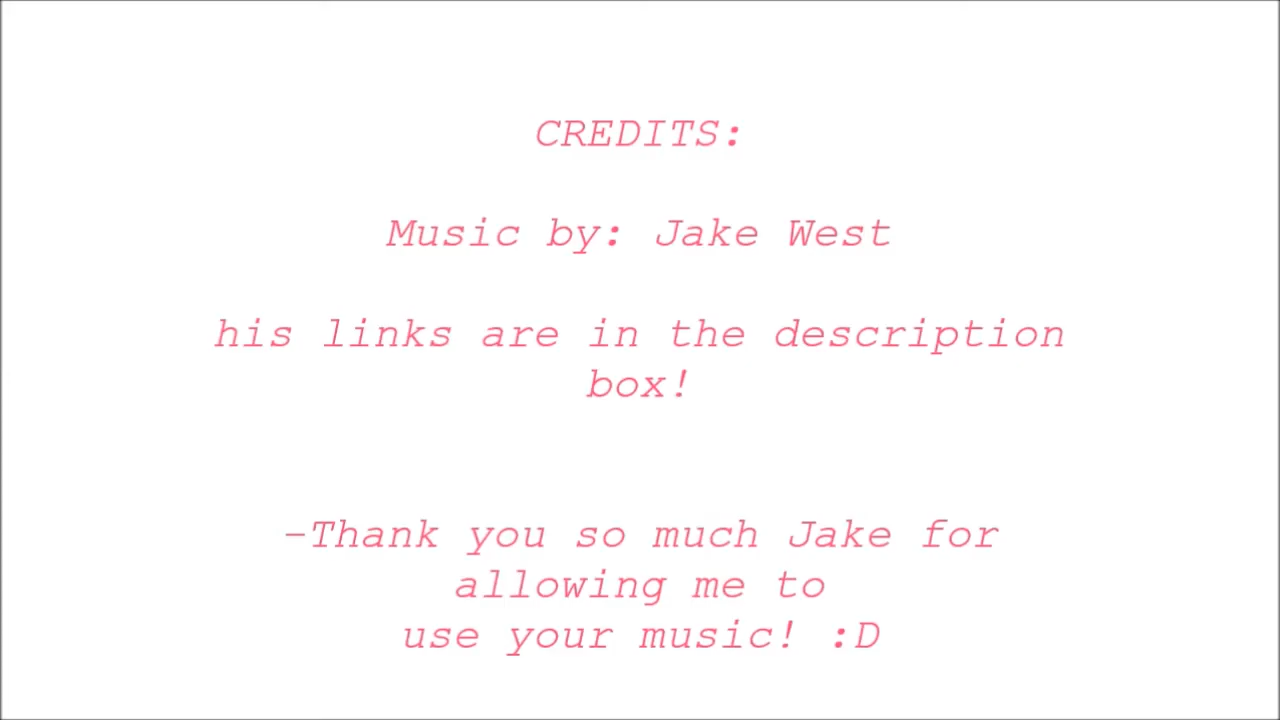 CREDITS:
Music by: Jake West
his links are in the description
box!
-Thank you so much Jake for
allowing me to
use your music! :D